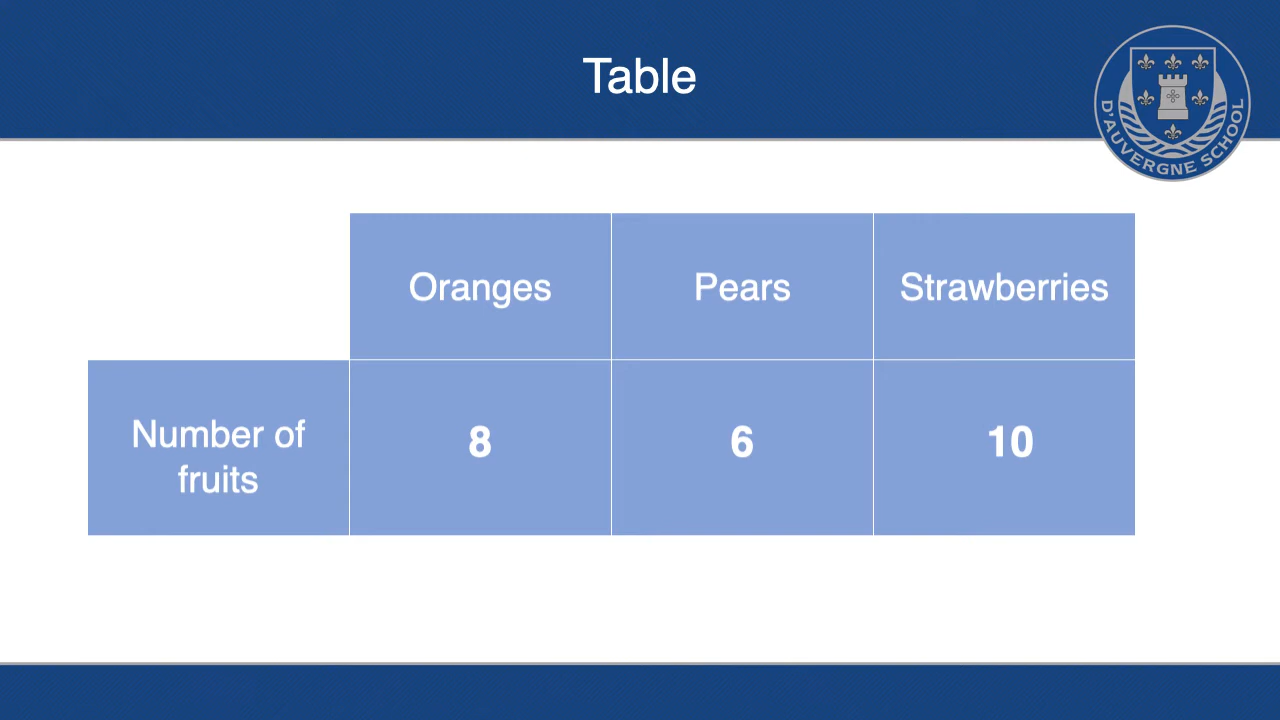 Table
D'AUVERGNE SCHOOL
Oranges
Pears
Strawberries
Number of
fruits
8
6
10